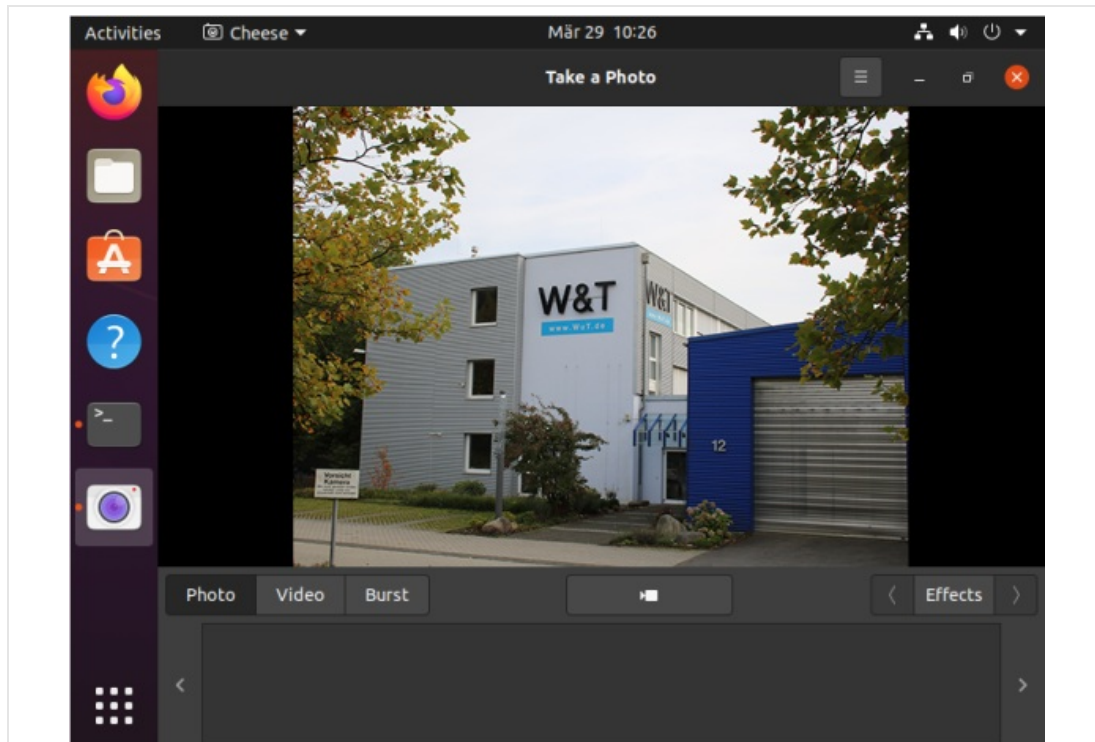 Activities
Cheese
Mär 29 10:26
Take a Photo
W&T
www.WuT.de
W&T
12
Vorsicht
Kamera
Photo
Video
Burst
Effects